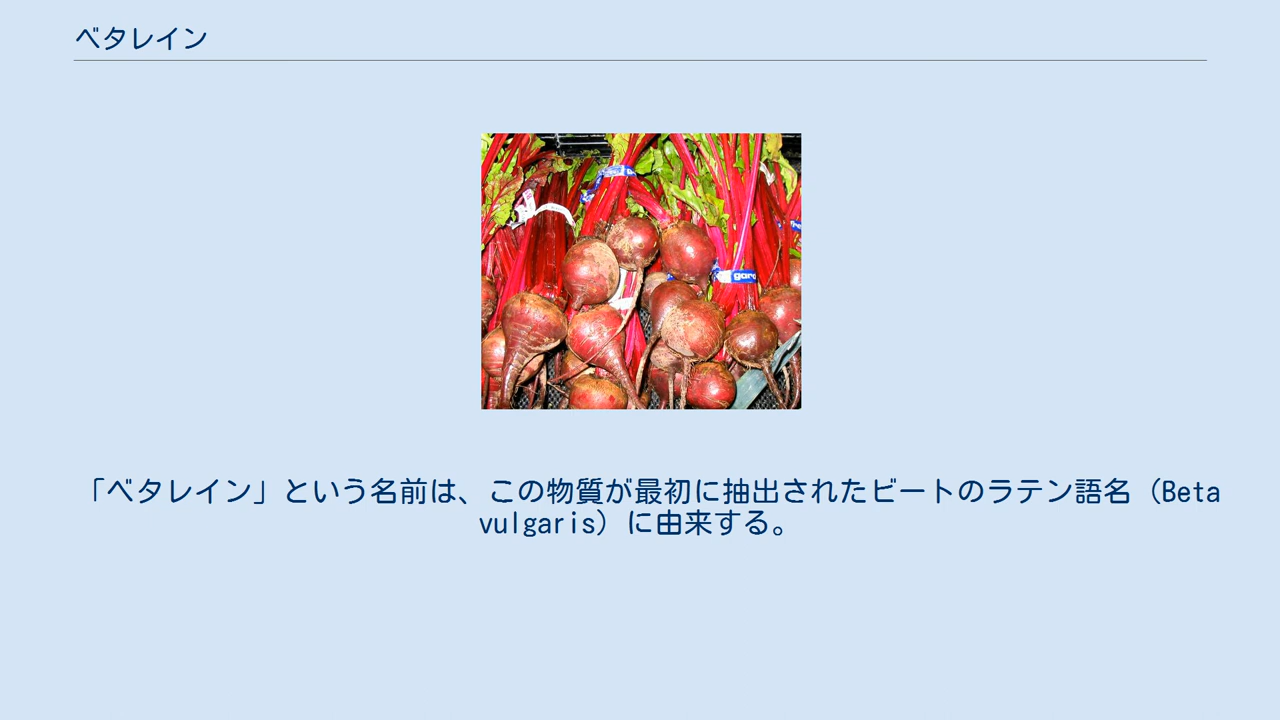 ベタレイン
garo
「ベタレイン」という名前は、この物質が最初に抽出されたビートのラテン語名（Beta
vulgaris）に由来する。